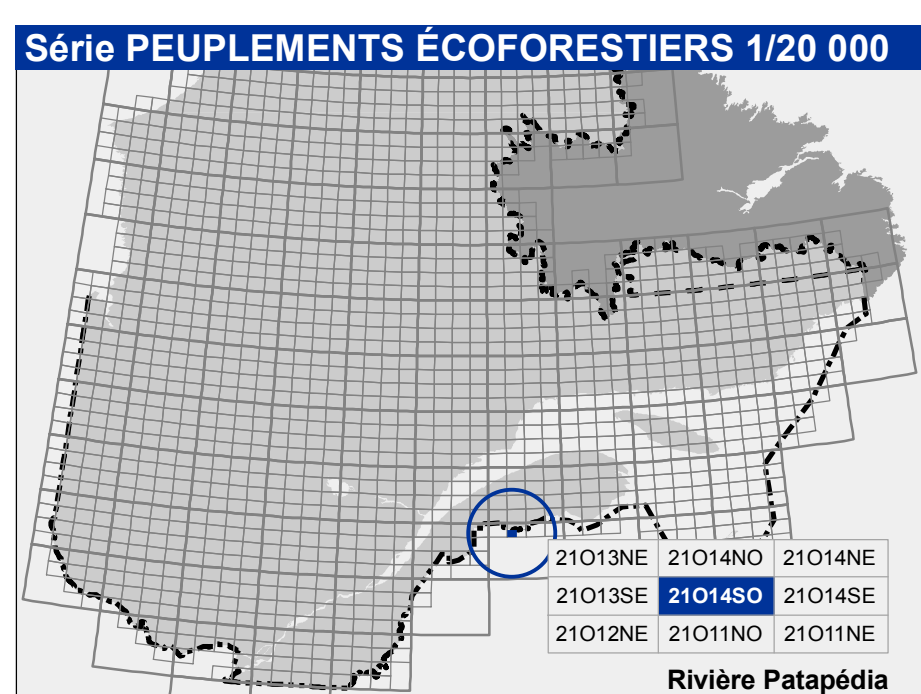 Série PEUPLEMENTS ÉCOFORESTIERS 1/20 000
21O13NE 21O14NO 21O14NE
21O13SE 21O14SO 21O14SE
21O12NE 21O11NO 21O11NE
Rivière Patapédia